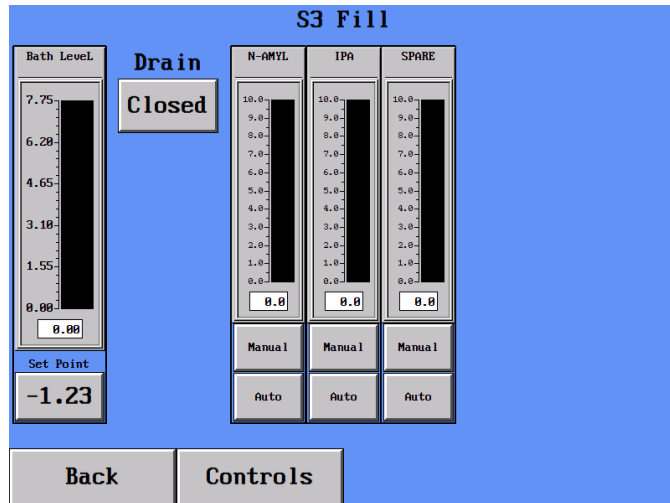 S3 Fill
Bath LeveL
7.75
6.20
4.65
3.10
1.55
0.00
0.00
Set Point
-1.23
Drain
Closed
N-AMYL
10.0
9.0
8.0
7.0
6.0
5.0
4.0
3.0
2.0
1.0
0.0
0.0
Manual
Auto
IPA
10.0
9.0
8.0
7.0
6.0
5.0
4.0
3.0
2.0
1.0
0.0
0.0
Manual
Auto
SPARE
10.0
9.0
8.0
7.0
6.0
5.0
4.0
3.0
2.0
1.0
0.0
0.0
Manual
Auto
Back
Controls